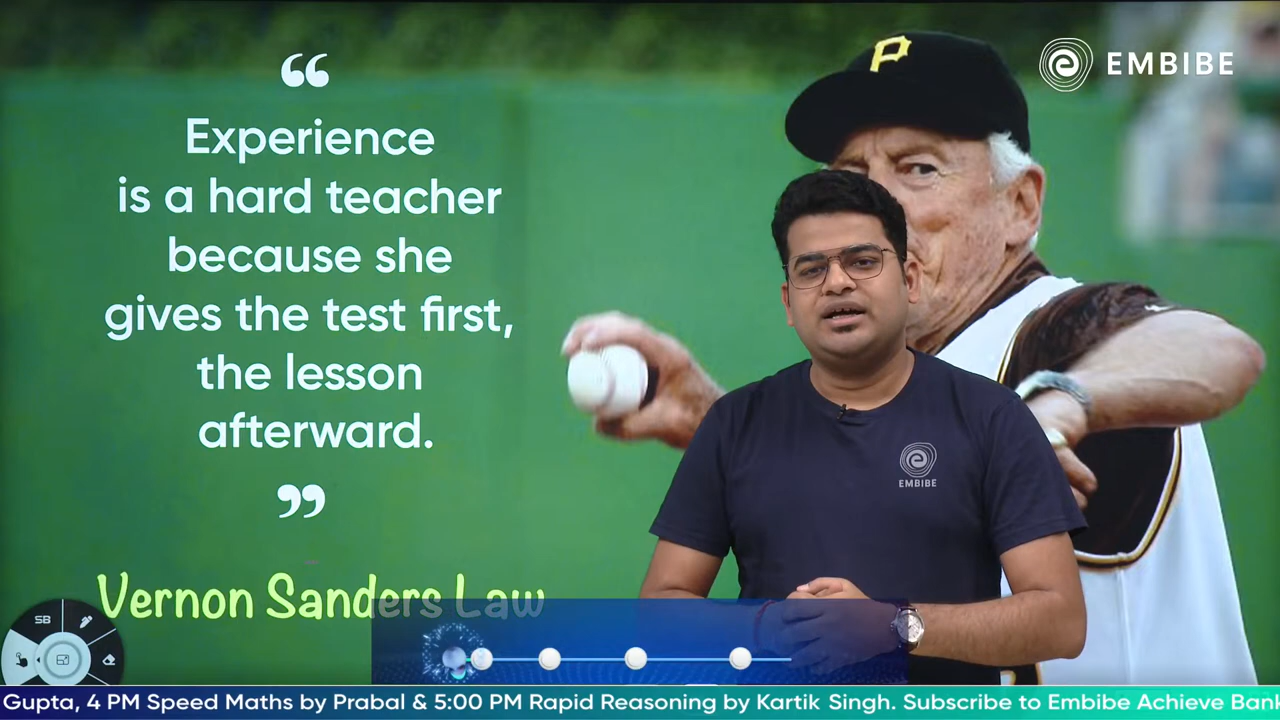 “
Experience
is a hard teacher
because she
gives the test first,
the lesson
afterward.
”
Vernon Sanders Law
P
EMBIBE
EMBIBE
SB
Gupta, 4 PM Speed Maths by Prabal & 5:00 PM Rapid Reasoning by Kartik Singh. Subscribe to Embibe Achieve Bank